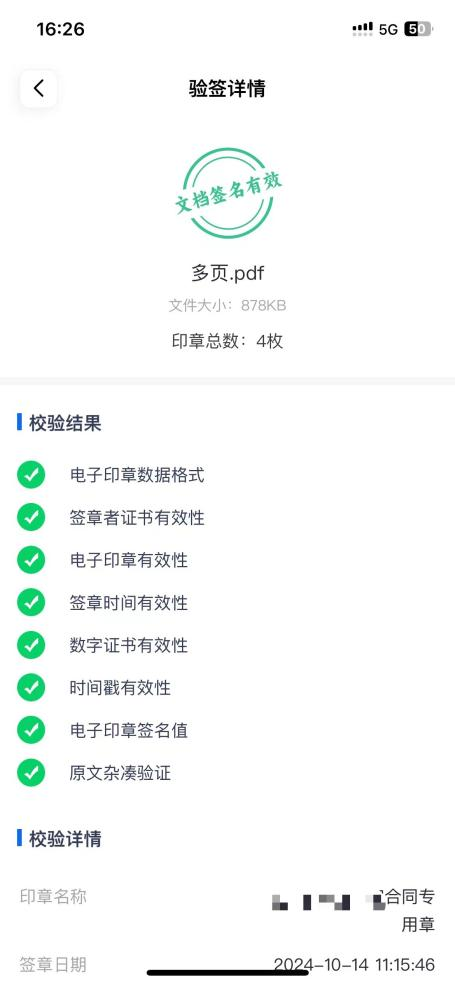 16:26
5G 50
验签详情
文档签名有效
多页.pdf
文件大小：878KB
印章总数：4枚
校验结果
电子印章数据格式
签章者证书有效性
电子印章有效性
签章时间有效性
数字证书有效性
时间戳有效性
电子印章签名值
原文杂凑验证
校验详情
印章名称
合同专
用章
签章日期
2024-10-14 11:15:46